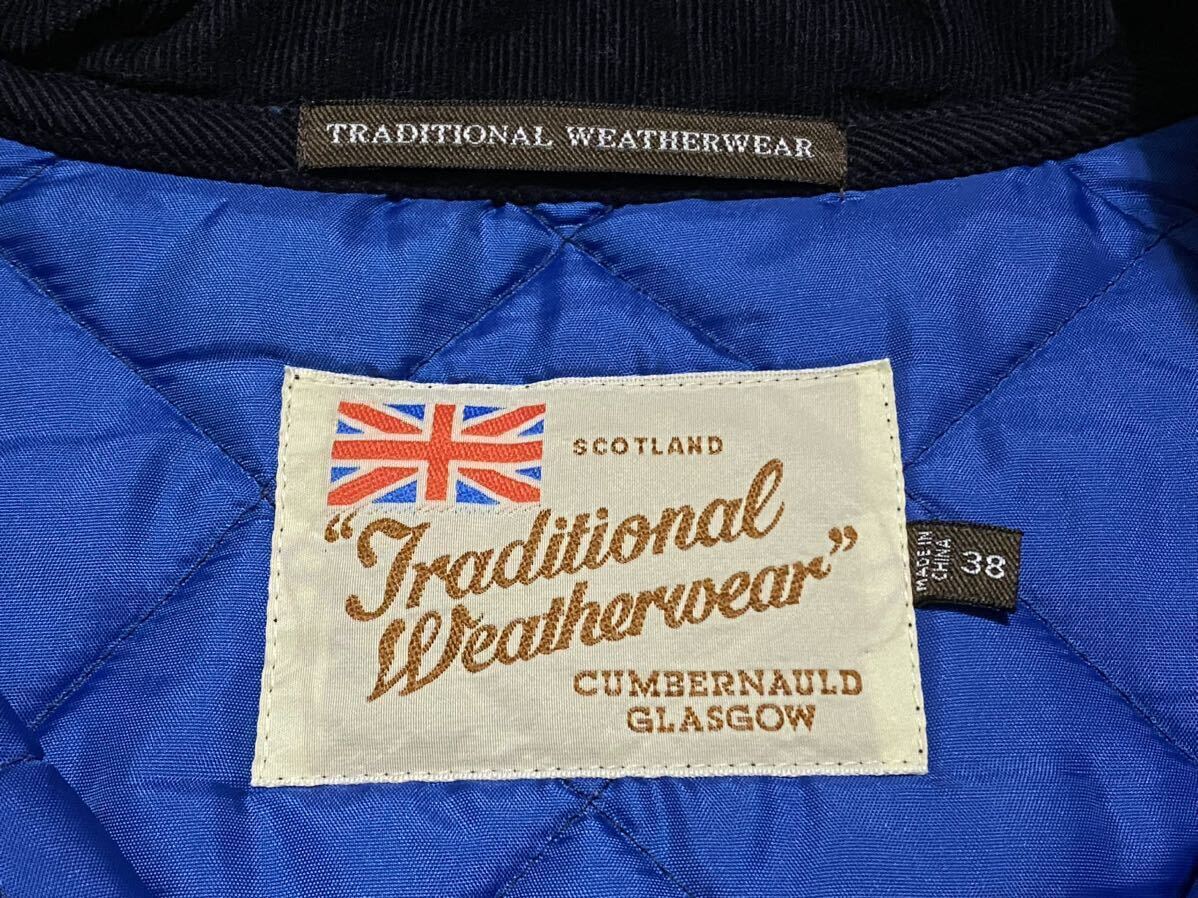 TRADITIONAL WEATHERWEAR
SCOTLAND
“Traditional
Weatherwear”
CUMBERNAULD
GLASGOW
MADE IN
CHINA
38